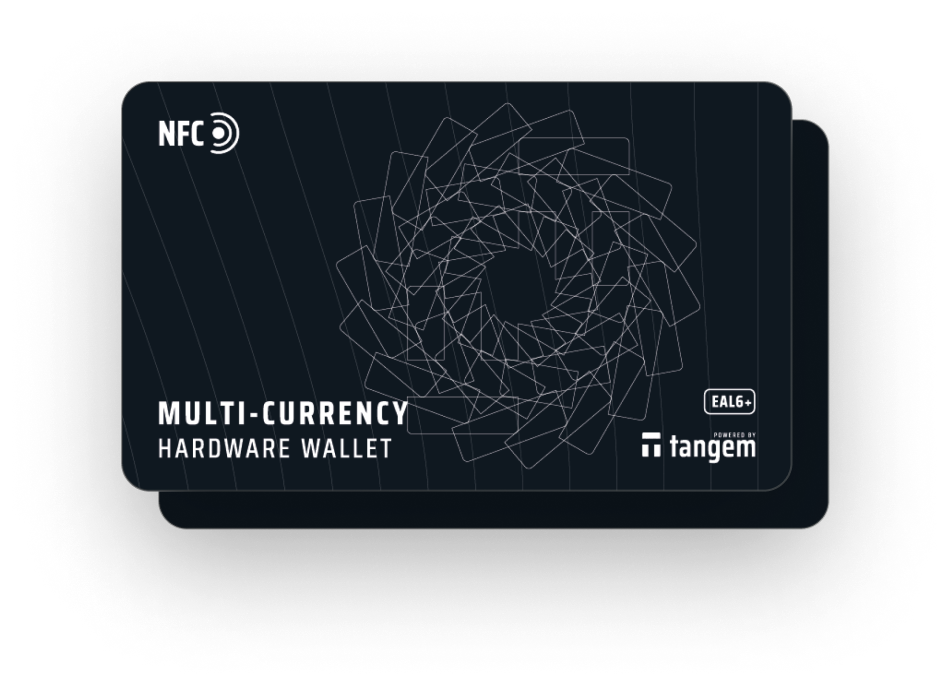 NFC
MULTI-CURRENCY
HARDWARE WALLET
EAL6+
POWERED BY
tangem